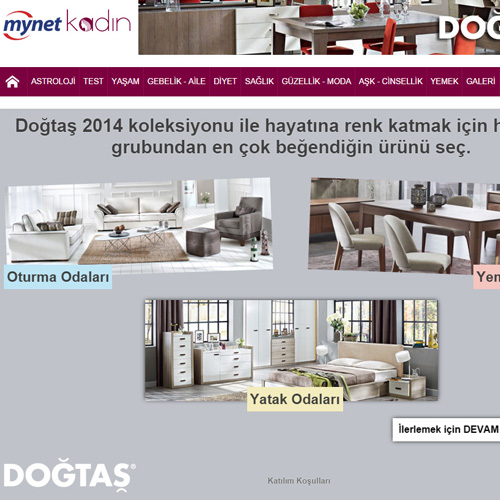 mynet kadın
DOĞTAŞ
ASTROLOJİ TEST YAŞAM GEBELİK - AİLE DİYET SAĞLIK GÜZELLİK - MODA AŞK - CİNSELLİK YEMEK GALERİ
Doğtaş 2014 koleksiyonu ile hayatına renk katmak için h
grubundan en çok beğendiğin ürünü seç.
Oturma Odaları
Yem
Yatak Odaları
İlerlemek için DEVAM
DOĞTAŞ®
Katılım Koşulları